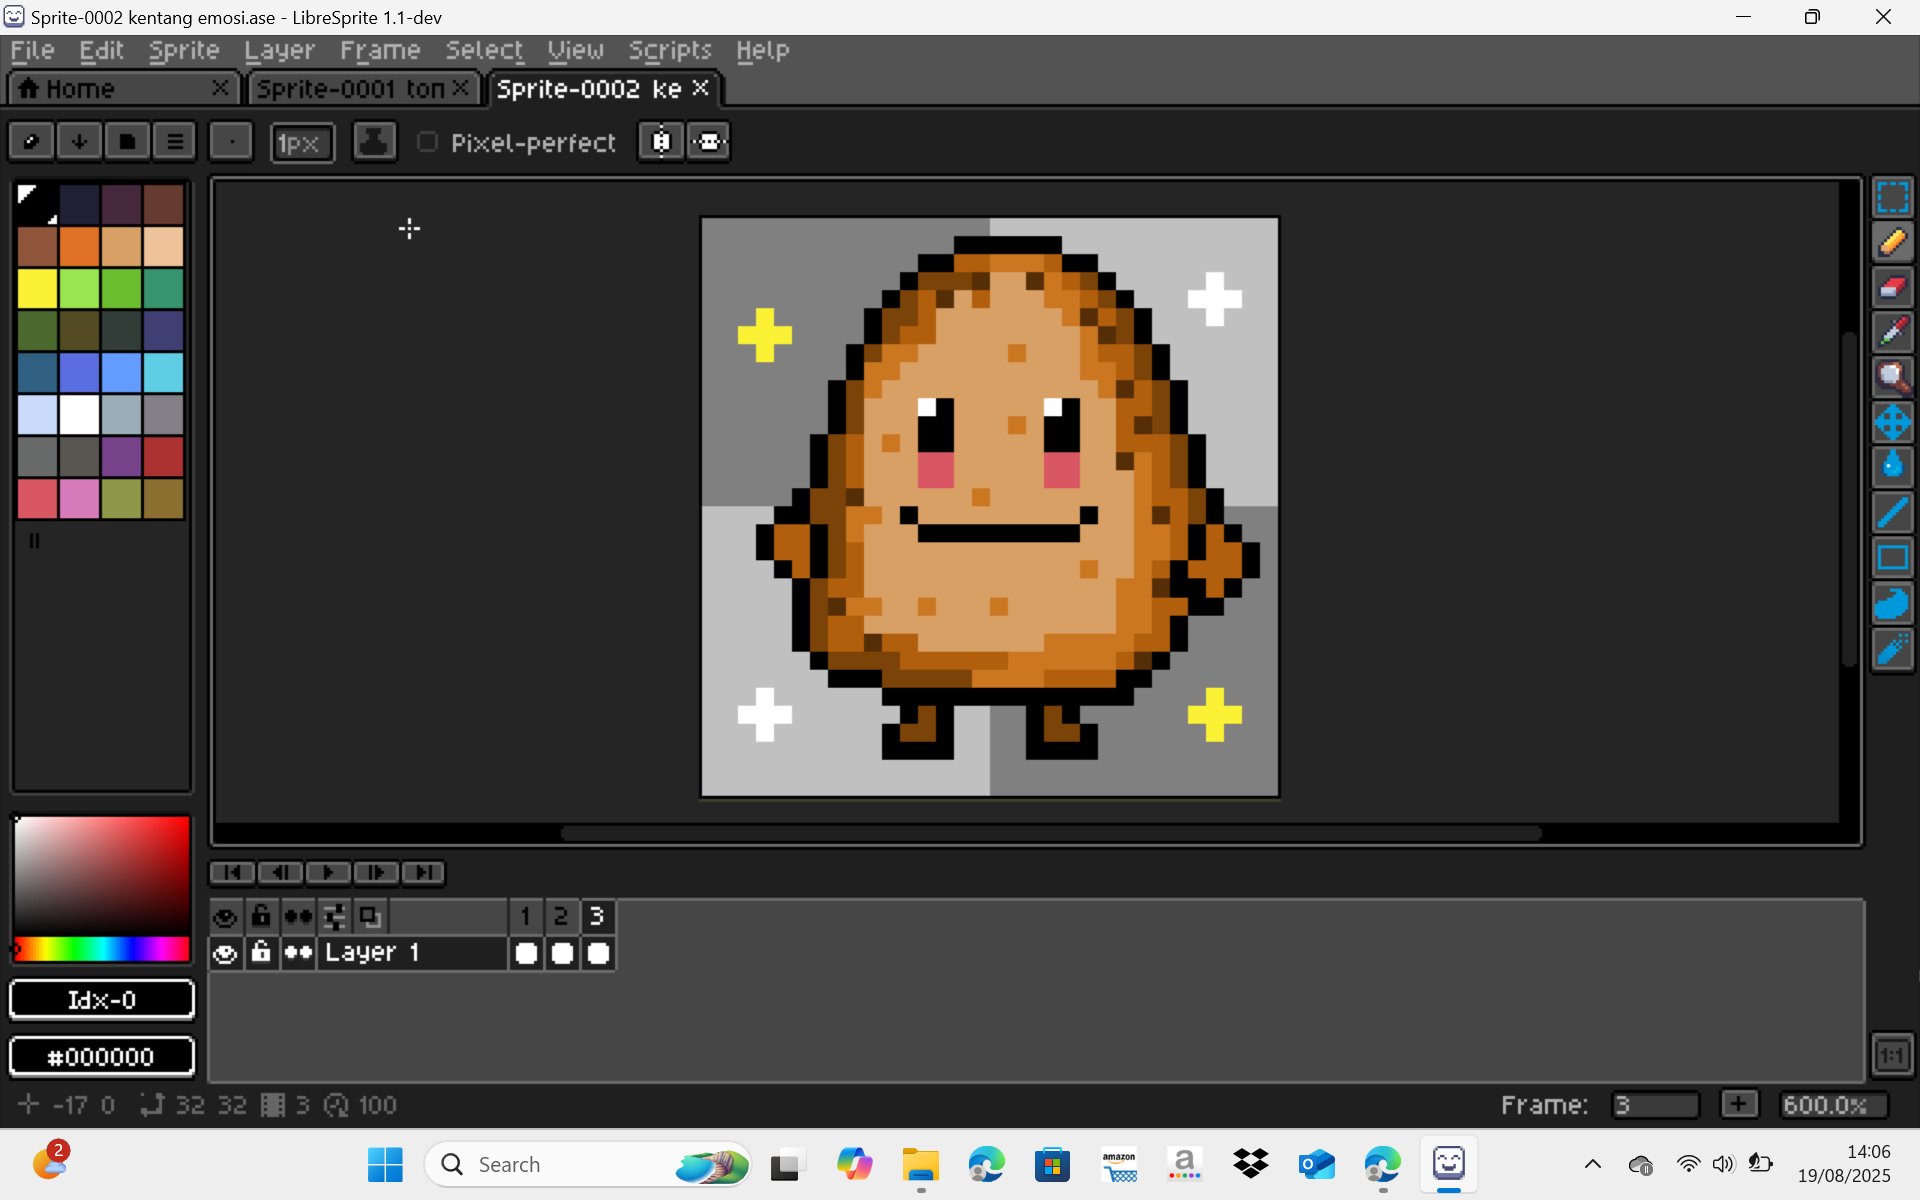 Sprite-0002 kentang emosi.ase - LibreSprite 1.1-dev
File Edit Sprite Layer Frame Select View Scripts Help
Home Sprite-0001 ton Sprite-0002 ke
1px Pixel-perfect
1 2 3
Layer 1
Idx-0
#000000
1:1
-17 0 32 32 3 100 Frame: 3 + 600.0%
2 Search amazon a 14:06
19/08/2025